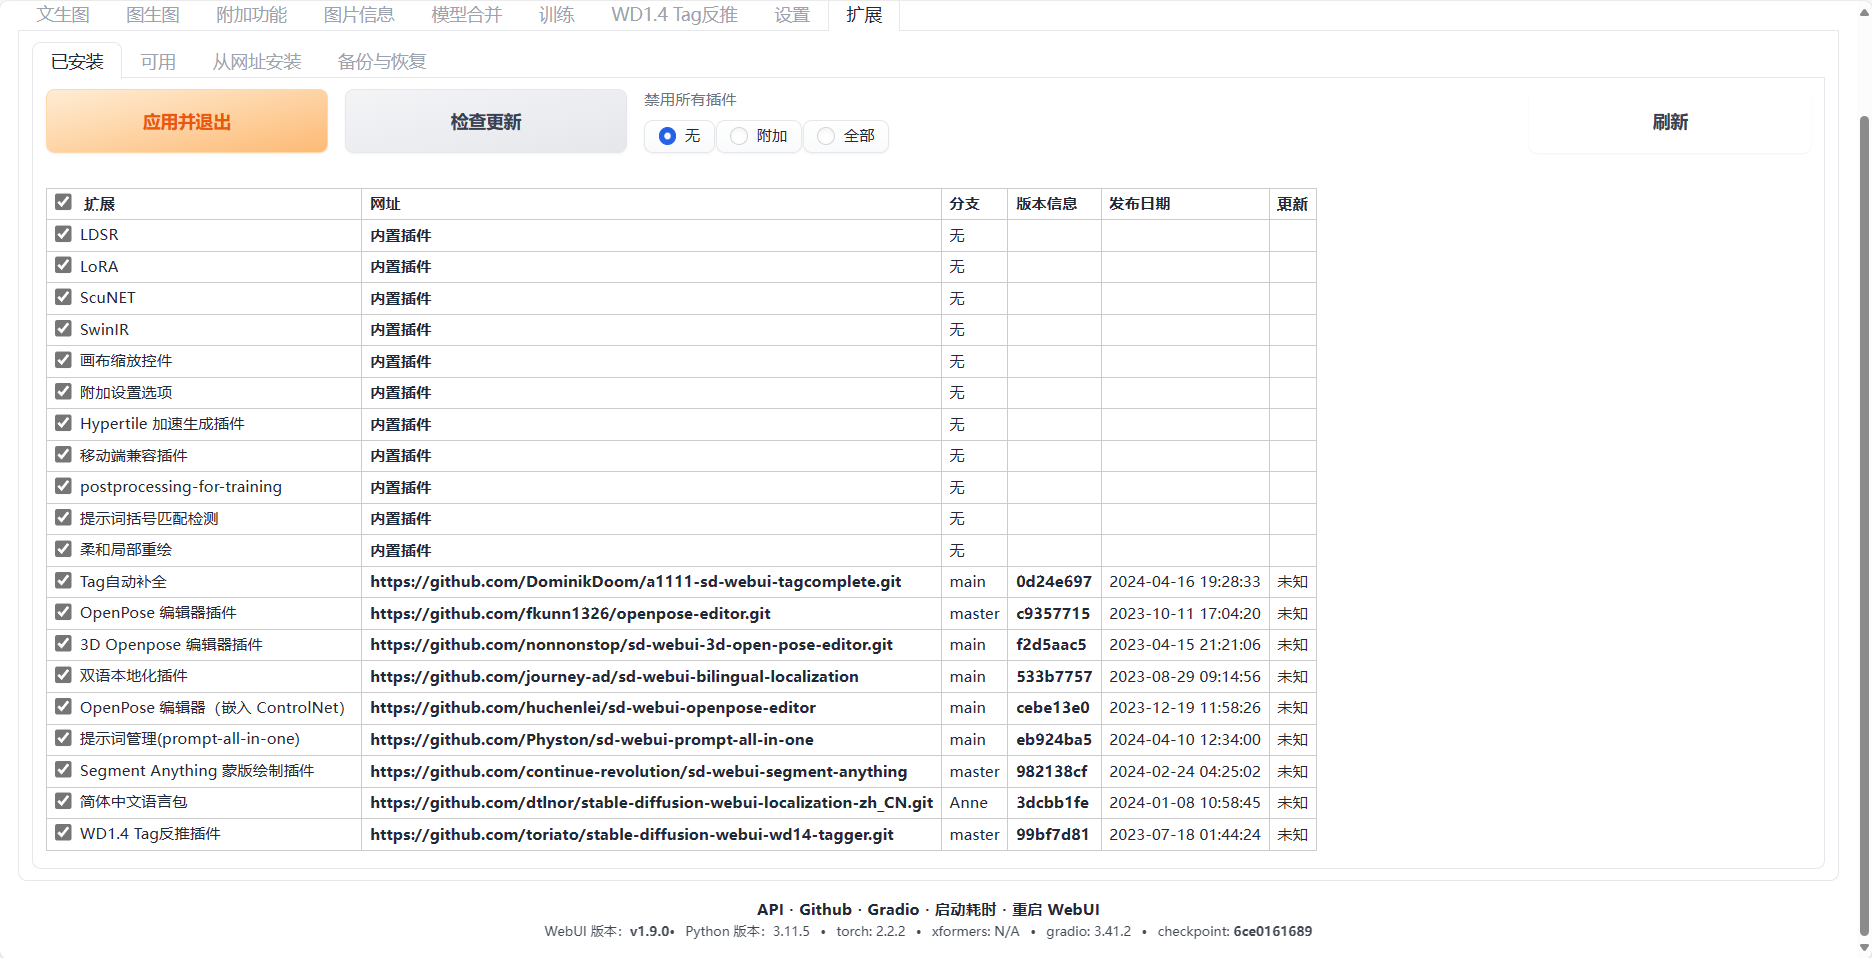 文生图 图生图 附加功能 图片信息 模型合并 训练 WD1.4 Tag反推 设置 扩展
已安装 可用 从网址安装 备份与恢复
应用并退出 检查更新 禁用所有插件 刷新
无 附加 全部
扩展 网址 分支 版本信息 发布日期 更新
LDSR 内置插件 无
LoRA 内置插件 无
ScuNET 内置插件 无
SwinIR 内置插件 无
画布缩放控件 内置插件 无
附加设置选项 内置插件 无
Hypertile 加速生成插件 内置插件 无
移动端兼容插件 内置插件 无
postprocessing-for-training 内置插件 无
提示词括号匹配检测 内置插件 无
柔和局部重绘 内置插件 无
Tag自动补全 https://github.com/DominikDoom/a1111-sd-webui-tagcomplete.git main 0d24e697 2024-04-16 19:28:33 未知
OpenPose 编辑器插件 https://github.com/fkunn1326/openpose-editor.git master c9357715 2023-10-11 17:04:20 未知
3D Openpose 编辑器插件 https://github.com/nonnonstop/sd-webui-3d-open-pose-editor.git main f2d5aac5 2023-04-15 21:21:06 未知
双语本地化插件 https://github.com/journey-ad/sd-webui-bilingual-localization main 533b7757 2023-08-29 09:14:56 未知
OpenPose 编辑器（嵌入 ControlNet） https://github.com/huchenlei/sd-webui-openpose-editor main cebe13e0 2023-12-19 11:58:26 未知
提示词管理(prompt-all-in-one) https://github.com/Physton/sd-webui-prompt-all-in-one main eb924ba5 2024-04-10 12:34:00 未知
Segment Anything 蒙版绘制插件 https://github.com/continue-revolution/sd-webui-segment-anything master 982138cf 2024-02-24 04:25:02 未知
简体中文语言包 https://github.com/dtlnor/stable-diffusion-webui-localization-zh_CN.git Anne 3dcbb1fe 2024-01-08 10:58:45 未知
WD1.4 Tag反推插件 https://github.com/toriato/stable-diffusion-webui-wd14-tagger.git master 99bf7d81 2023-07-18 01:44:24 未知
API · Github · Gradio · 启动耗时 · 重启 WebUI
WebUI 版本：v1.9.0• Python 版本：3.11.5 • torch: 2.2.2 • xformers: N/A • gradio: 3.41.2 • checkpoint: 6ce0161689